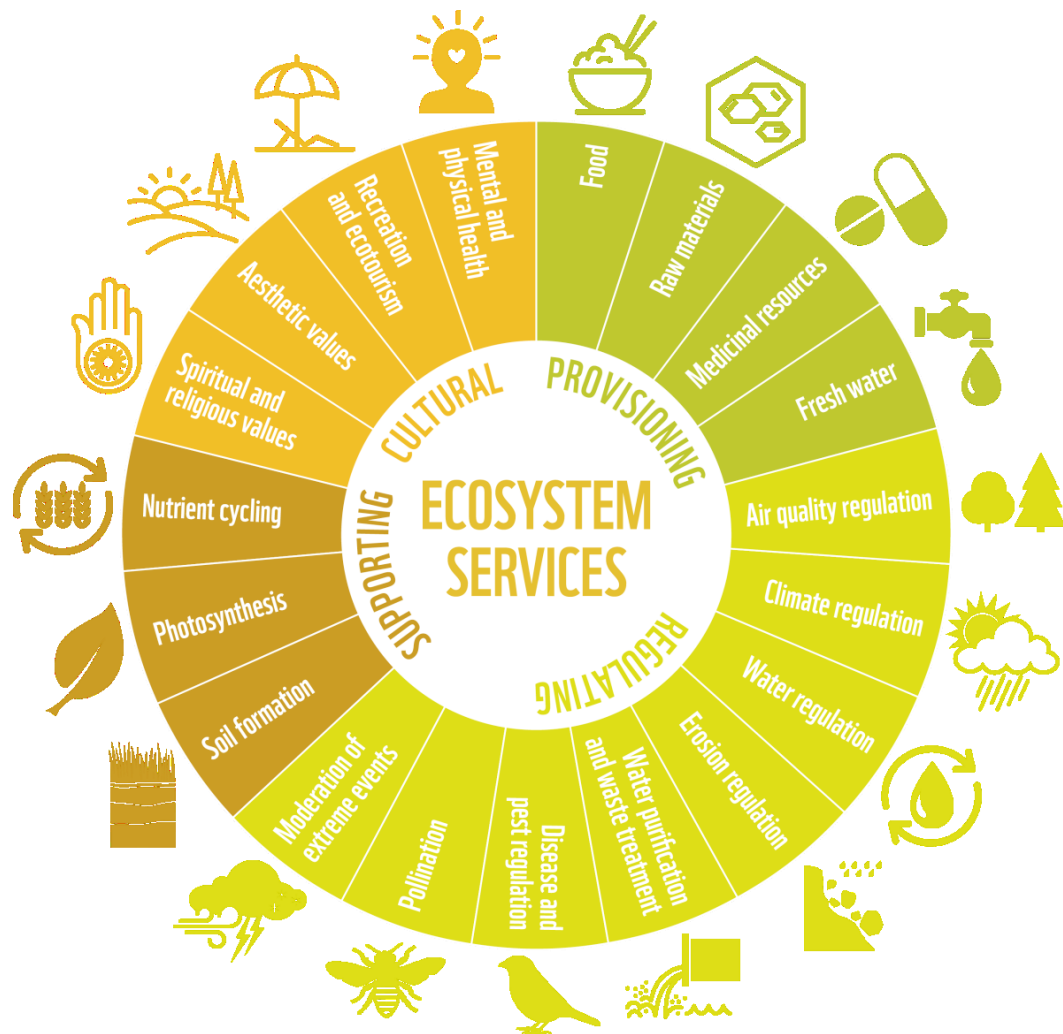 ECOSYSTEM
SERVICES
PROVISIONING
Food
Raw materials
Medicinal resources
Fresh water
REGULATING
Air quality regulation
Climate regulation
Water regulation
Erosion regulation
Water purification
and waste treatment
Disease and
pest regulation
Pollination
Moderation of
extreme events
SUPPORTING
Soil formation
Photosynthesis
Nutrient cycling
CULTURAL
Spiritual and
religious values
Aesthetic values
Recreation
and ecotourism
Mental and
physical health